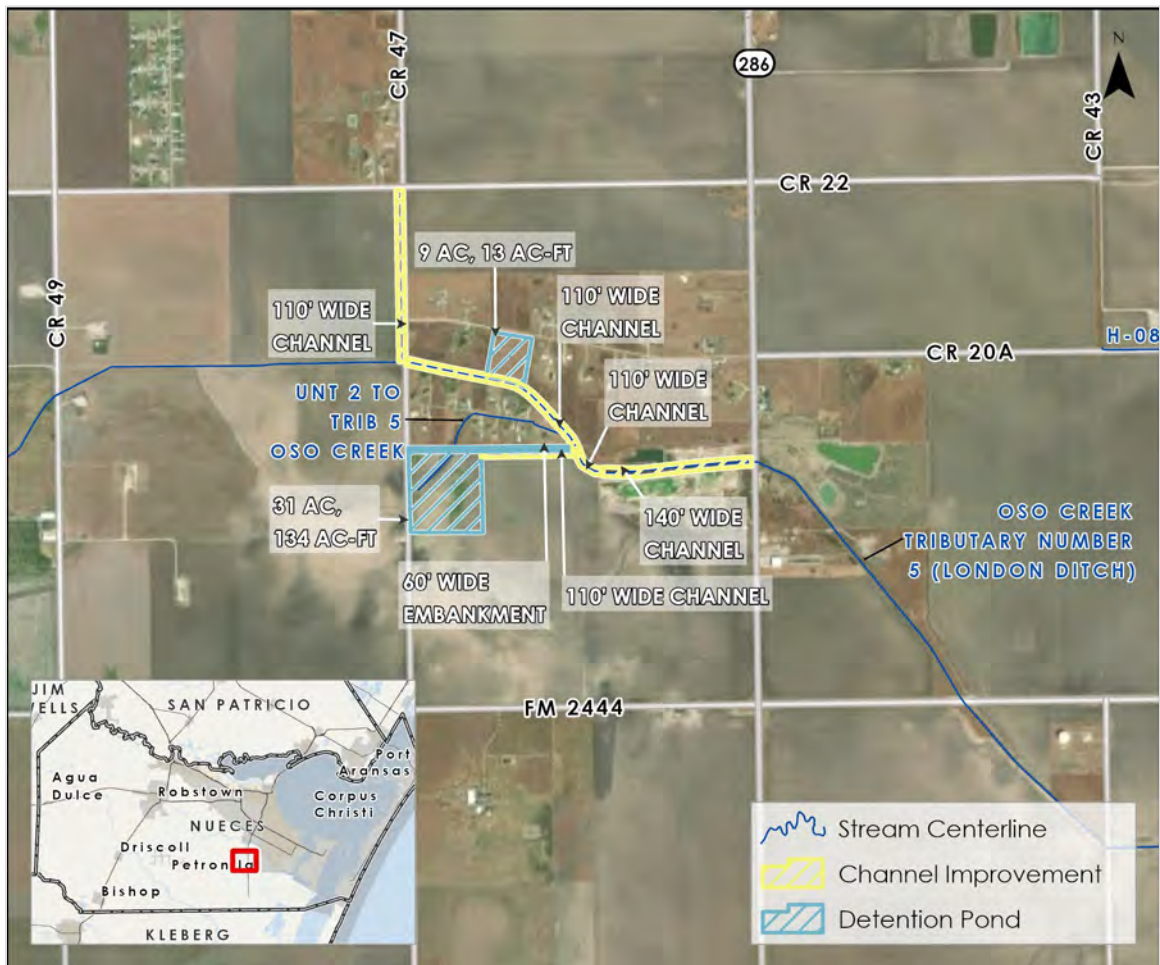 CR 47
286
N
CR 43
CR 22
CR 49
9 AC, 13 AC-FT
110' WIDE
CHANNEL
110' WIDE
CHANNEL
H-08
CR 20A
110' WIDE
CHANNEL
UNT 2 TO
TRIB 5
OSO CREEK
31 AC,
134 AC-FT
140' WIDE
CHANNEL
OSO CREEK
TRIBUTARY NUMBER
5 (LONDON DITCH)
60' WIDE
EMBANKMENT
110' WIDE CHANNEL
FM 2444
JIM
WELLS
SAN PATRICIO
Port
Aransas
Agua
Dulce
Robstown
Corpus
Christi
NUECES
Driscoll
Petronila
Bishop
KLEBERG
Stream Centerline
Channel Improvement
Detention Pond